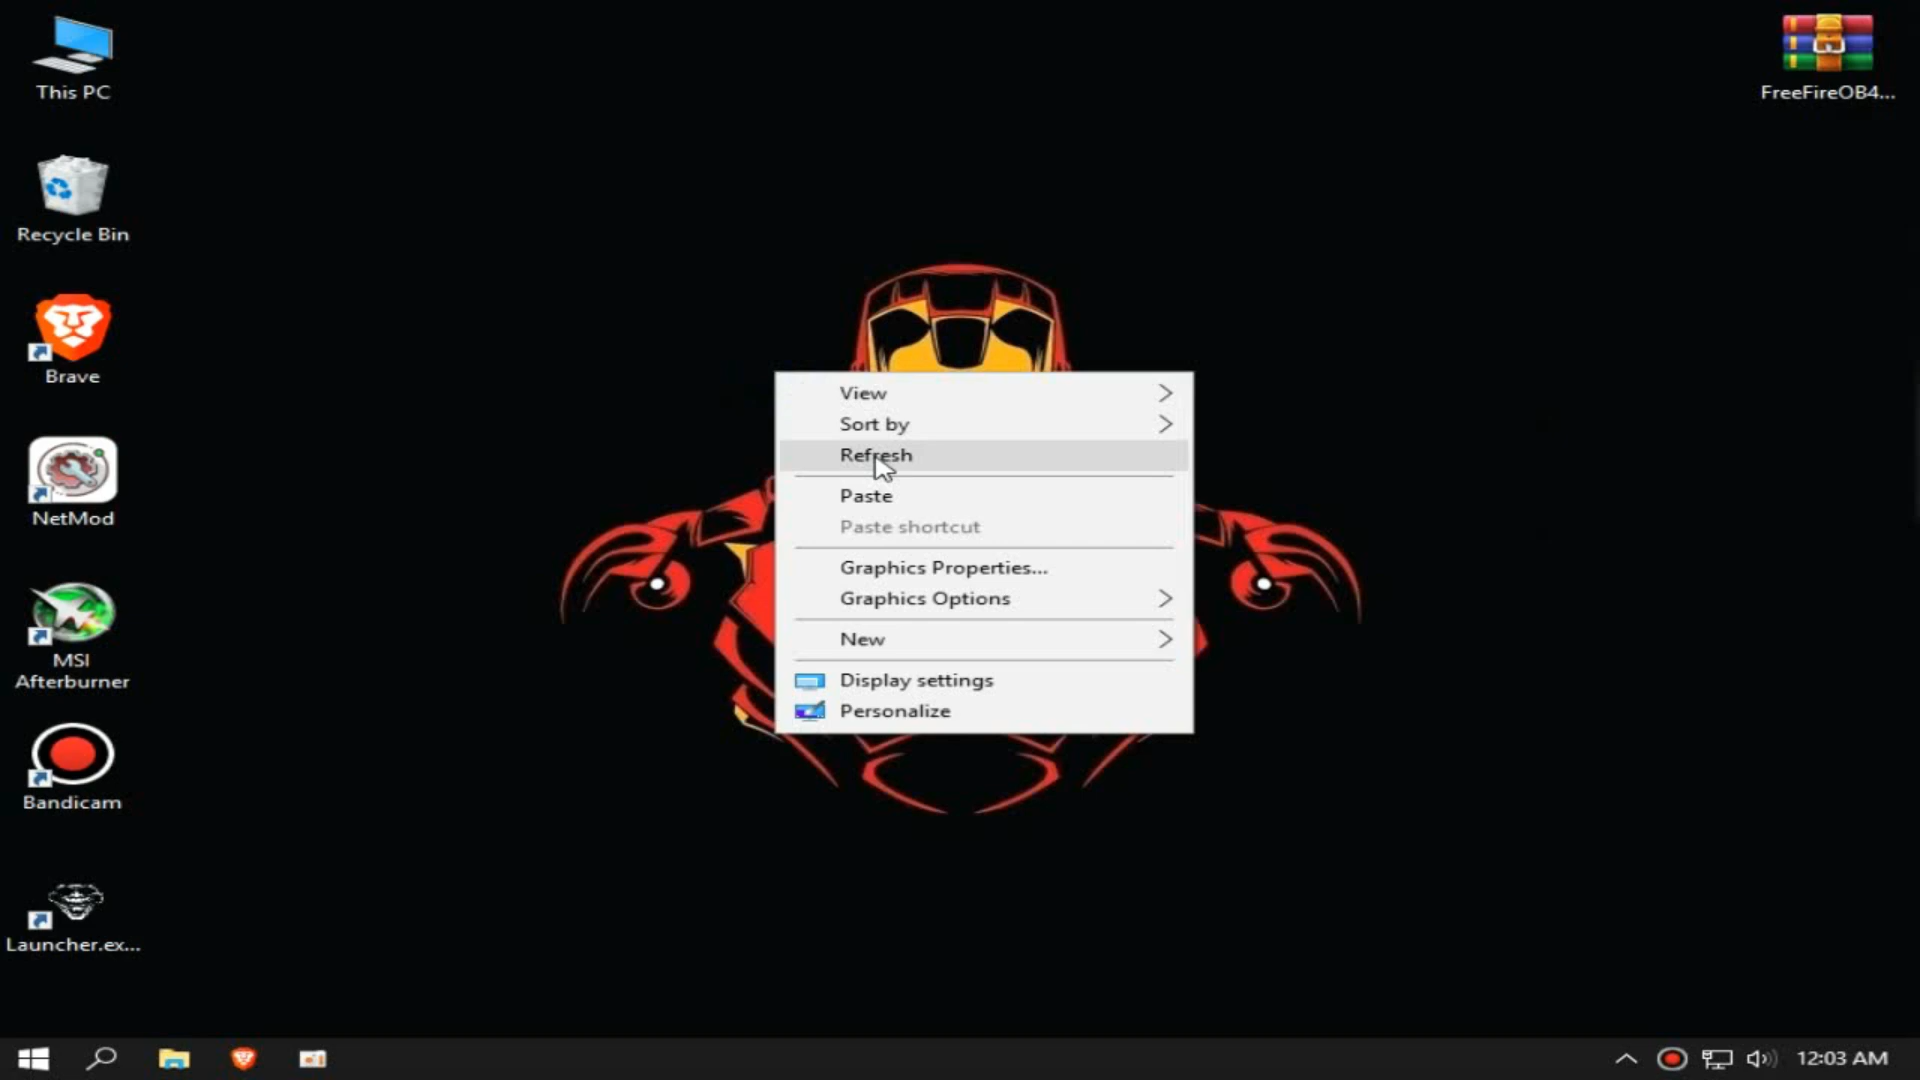 This PC
Recycle Bin
Brave
NetMod
MSI
Afterburner
Bandicam
Launcher.ex...
FreeFireOB4...
View
Sort by
Refresh
Paste
Paste shortcut
Graphics Properties...
Graphics Options
New
Display settings
Personalize
12:03 AM